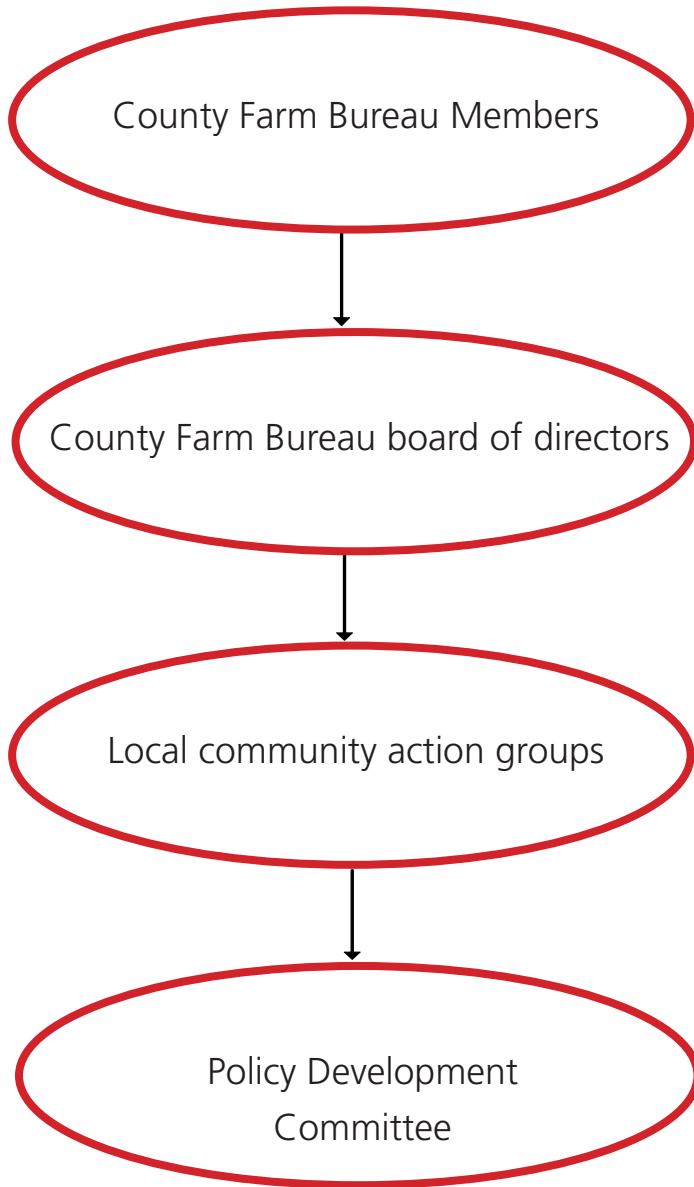 County Farm Bureau Members
County Farm Bureau board of directors
Local community action groups
Policy Development
Committee